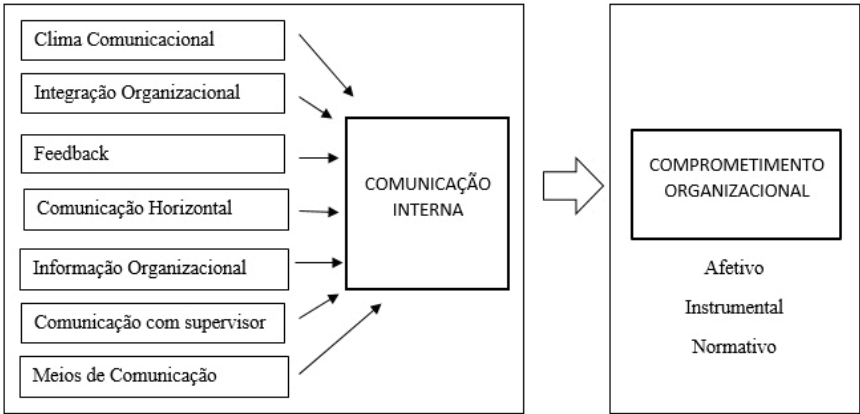 Clima Comunicacional
Integração Organizacional
Feedback
Comunicação Horizontal
Informação Organizacional
Comunicação com supervisor
Meios de Comunicação
COMUNICAÇÃO
INTERNA
COMPROMETIMENTO
ORGANIZACIONAL
Afetivo
Instrumental
Normativo